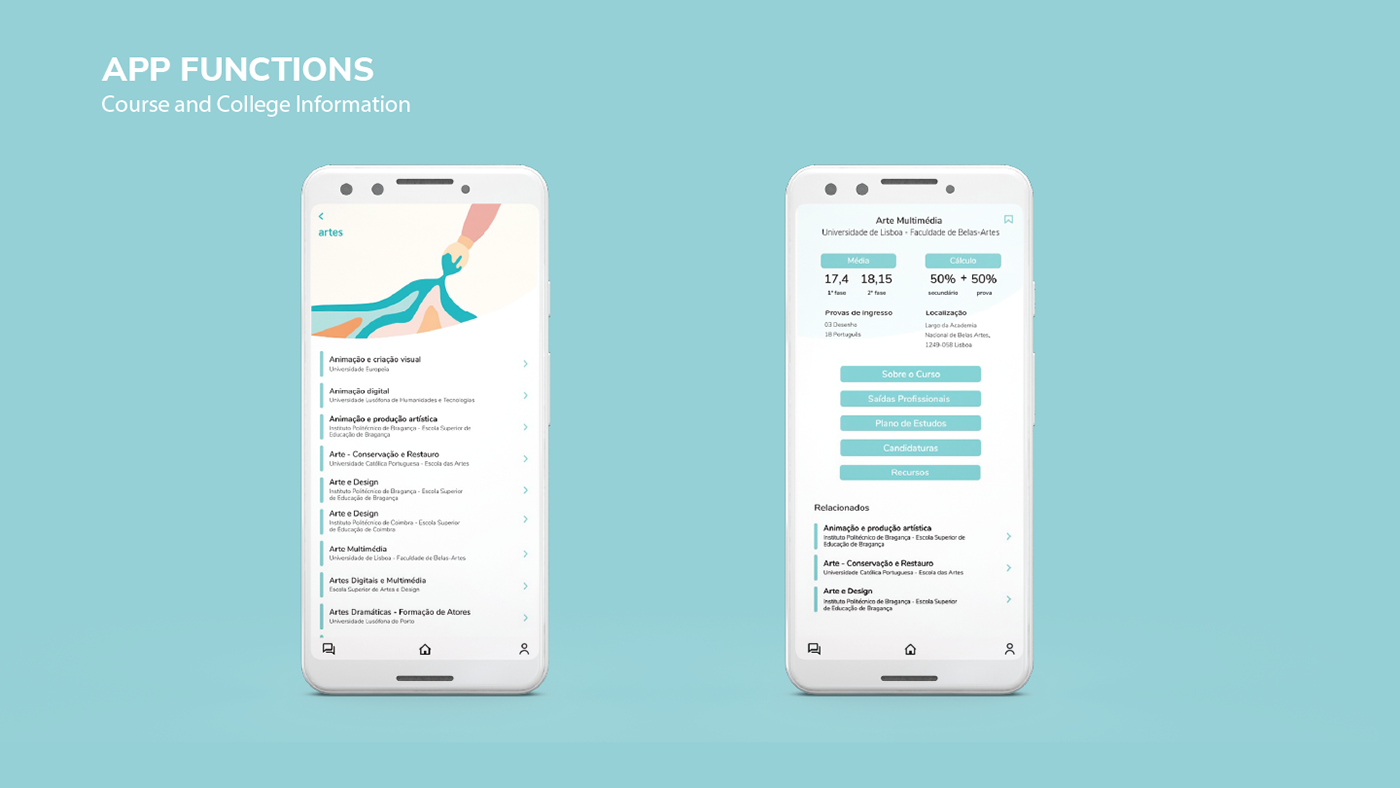 APP FUNCTIONS
Course and College Information
artes
Animação e criação visual
Universidade Europeia
Animação digital
Universidade Lusófona de Humanidades e Tecnologias
Animação e produção artística
Instituto Politécnico de Bragança - Escola Superior de
Educação de Bragança
Arte - Conservação e Restauro
Universidade Católica Portuguesa - Escola das Artes
Arte e Design
Instituto Politécnico de Bragança - Escola Superior
de Educação de Bragança
Arte e Design
Instituto Politécnico de Coimbra - Escola Superior
de Educação de Coimbra
Arte Multimédia
Universidade de Lisboa - Faculdade de Belas-Artes
Artes Digitais e Multimédia
Escola Superior de Artes e Design
Artes Dramáticas - Formação de Atores
Universidade Lusófona do Porto
Arte Multimédia
Universidade de Lisboa - Faculdade de Belas-Artes
Média
Cálculo
17,4 18,15
50% + 50%
1ª fase 2ª fase
secundário prova
Provas de ingresso
Localização
03 Desenho
18 Português
Largo da Academia
Nacional de Belas Artes,
1249-058 Lisboa
Sobre o Curso
Saídas Profissionais
Plano de Estudos
Candidaturas
Recursos
Relacionados
Animação e produção artística
Instituto Politécnico de Bragança - Escola Superior de
Educação de Bragança
Arte - Conservação e Restauro
Universidade Católica Portuguesa - Escola das Artes
Arte e Design
Instituto Politécnico de Bragança - Escola Superior
de Educação de Bragança